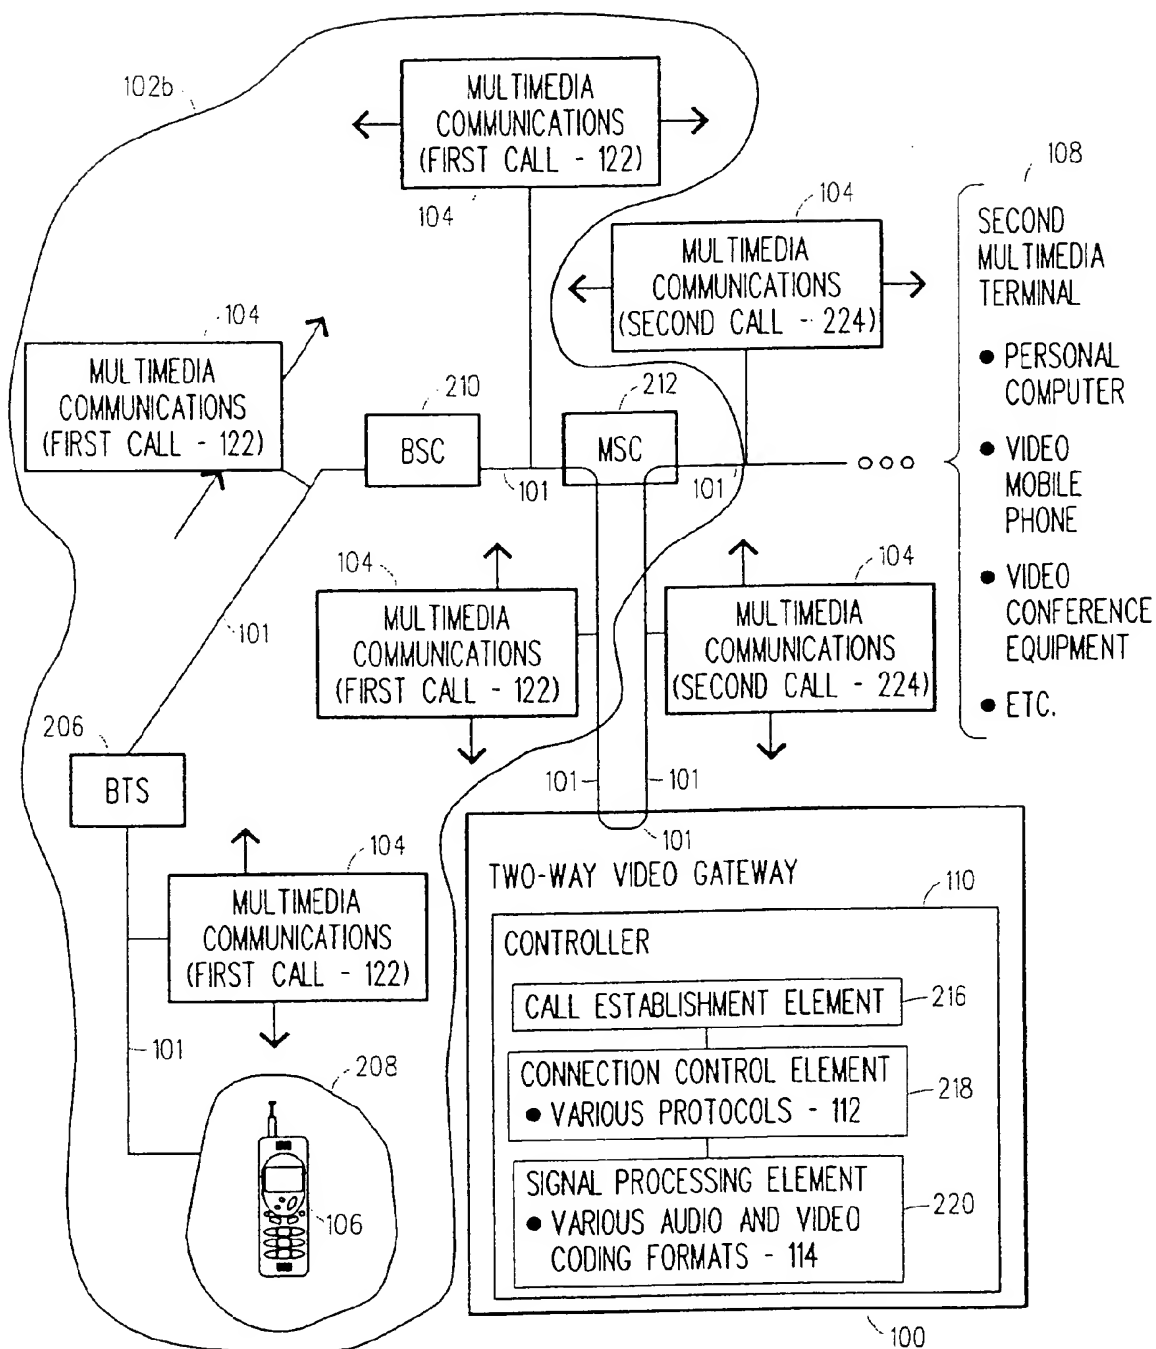 102b
MULTIMEDIA
COMMUNICATIONS
(FIRST CALL - 122)
104
108
104
MULTIMEDIA
COMMUNICATIONS
(SECOND CALL - 224)
SECOND
MULTIMEDIA
TERMINAL
● PERSONAL
COMPUTER
● VIDEO
MOBILE
PHONE
● VIDEO
CONFERENCE
EQUIPMENT
● ETC.
104
MULTIMEDIA
COMMUNICATIONS
(FIRST CALL - 122)
210
BSC
212
MSC
101
101
101
104
MULTIMEDIA
COMMUNICATIONS
(FIRST CALL - 122)
104
MULTIMEDIA
COMMUNICATIONS
(SECOND CALL - 224)
206
BTS
101
101
101
104
MULTIMEDIA
COMMUNICATIONS
(FIRST CALL - 122)
101
208
106
TWO-WAY VIDEO GATEWAY
110
CONTROLLER
CALL ESTABLISHMENT ELEMENT
216
CONNECTION CONTROL ELEMENT
● VARIOUS PROTOCOLS - 112
218
SIGNAL PROCESSING ELEMENT
● VARIOUS AUDIO AND VIDEO
CODING FORMATS - 114
220
100